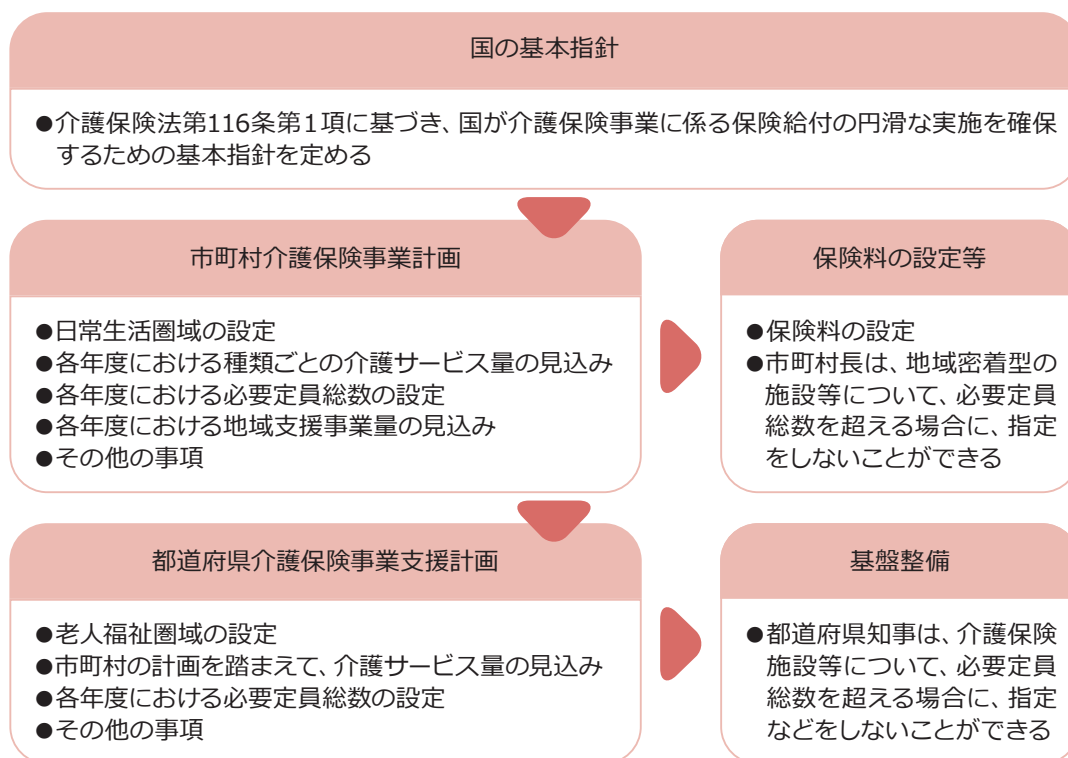 国の基本指針
●介護保険法第116条第1項に基づき、国が介護保険事業に係る保険給付の円滑な実施を確保
するための基本指針を定める
市町村介護保険事業計画
●日常生活圏域の設定
●各年度における種類ごとの介護サービス量の見込み
●各年度における必要定員総数の設定
●各年度における地域支援事業量の見込み
●その他の事項
保険料の設定等
●保険料の設定
●市町村長は、地域密着型の
施設等について、必要定員
総数を超える場合に、指定
をしないことができる
都道府県介護保険事業支援計画
●老人福祉圏域の設定
●市町村の計画を踏まえて、介護サービス量の見込み
●各年度における必要定員総数の設定
●その他の事項
基盤整備
●都道府県知事は、介護保険
施設等について、必要定員
総数を超える場合に、指定
などをしないことができる